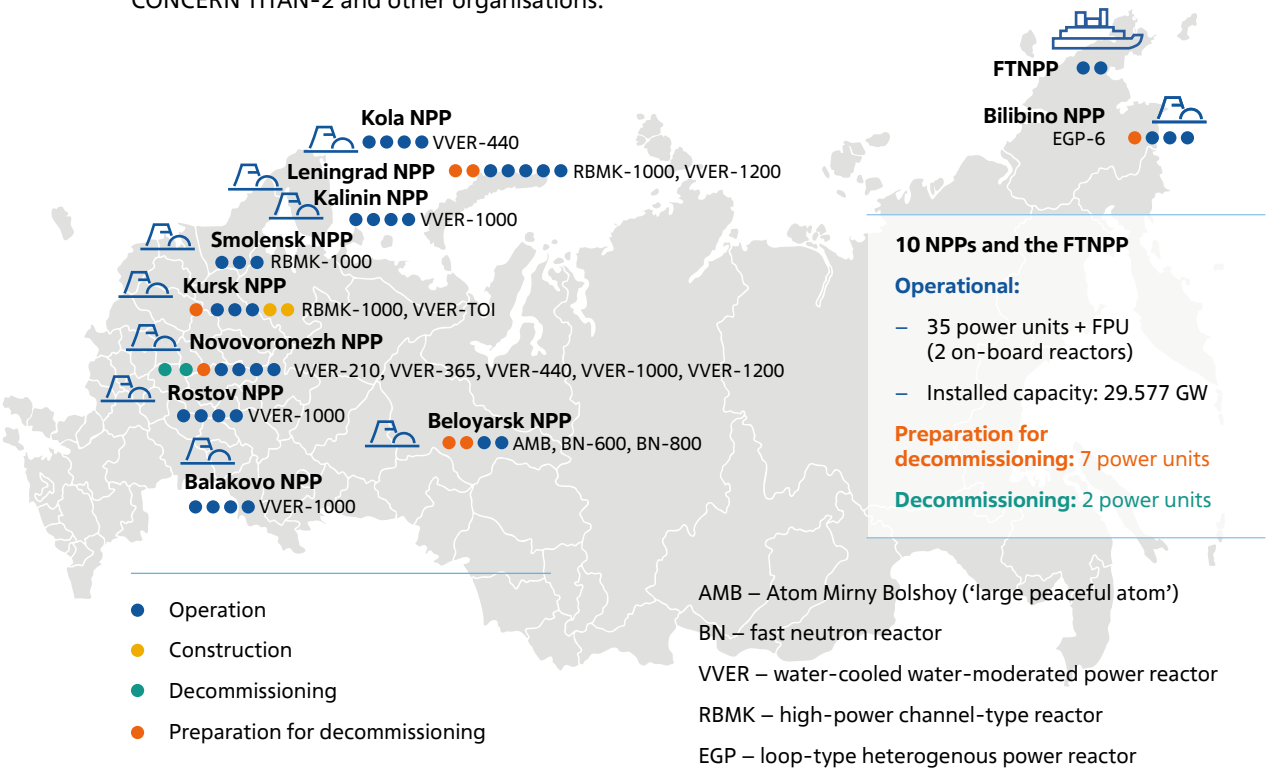 CONCERN TITAN-2 and other organisations.
FTNPP
Bilibino NPP
EGP-6
Kola NPP
VVER-440
Leningrad NPP
RBMK-1000, VVER-1200
Kalinin NPP
VVER-1000
Smolensk NPP
RBMK-1000
Kursk NPP
RBMK-1000, VVER-TOI
Novovoronezh NPP
VVER-210, VVER-365, VVER-440, VVER-1000, VVER-1200
Rostov NPP
VVER-1000
Beloyarsk NPP
AMB, BN-600, BN-800
Balakovo NPP
VVER-1000
10 NPPs and the FTNPP
Operational:
– 35 power units + FPU
(2 on-board reactors)
– Installed capacity: 29.577 GW
Preparation for
decommissioning: 7 power units
Decommissioning: 2 power units
Operation
Construction
Decommissioning
Preparation for decommissioning
AMB – Atom Mirny Bolshoy (‘large peaceful atom’)
BN – fast neutron reactor
VVER – water-cooled water-moderated power reactor
RBMK – high-power channel-type reactor
EGP – loop-type heterogenous power reactor